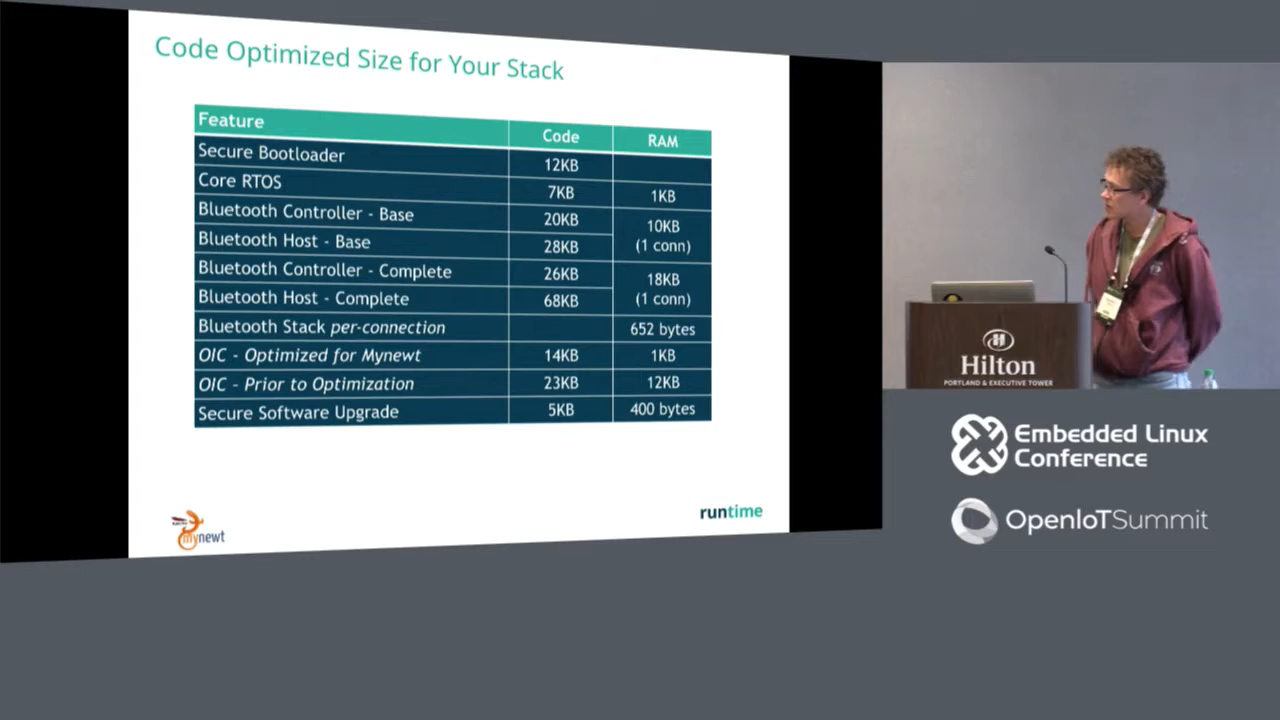 Code Optimized Size for Your Stack
Feature Code RAM
Secure Bootloader 12KB
Core RTOS 7KB 1KB
Bluetooth Controller - Base 20KB 10KB
Bluetooth Host - Base 28KB (1 conn)
Bluetooth Controller - Complete 26KB 18KB
Bluetooth Host - Complete 68KB (1 conn)
Bluetooth Stack per-connection 652 bytes
OIC - Optimized for Mynewt 14KB 1KB
OIC - Prior to Optimization 23KB 12KB
Secure Software Upgrade 5KB 400 bytes
mynewt
runtime
Hilton
PORTLAND & EXECUTIVE TOWER
Embedded Linux
Conference
OpenIoTSummit